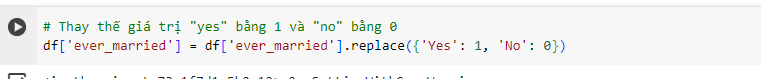 # Thay thế giá trị "yes" bằng 1 và "no" bằng 0
df['ever_married'] = df['ever_married'].replace({'Yes': 1, 'No': 0})